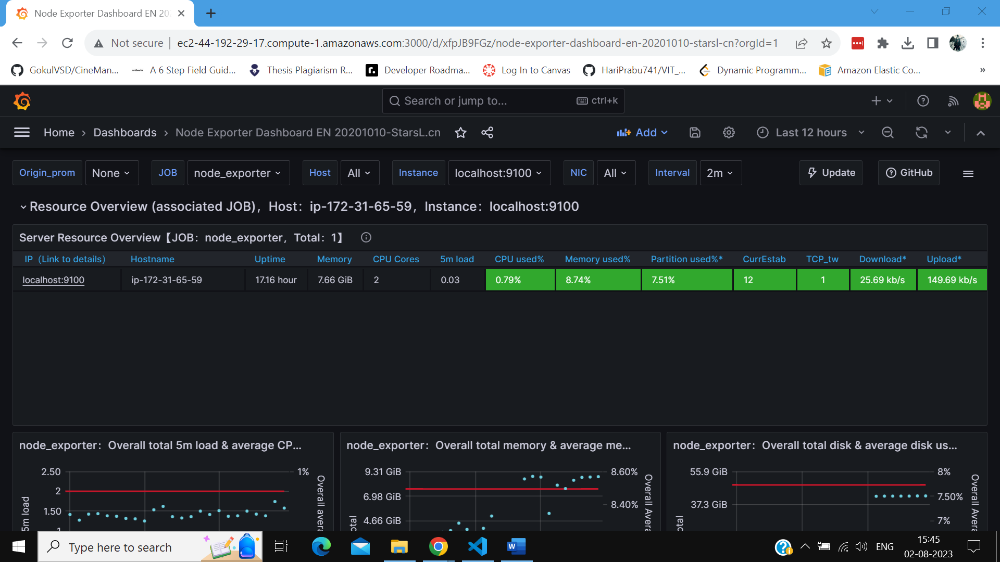 Node Exporter Dashboard EN 20
Not secure
ec2-44-192-29-17.compute-1.amazonaws.com:3000/d/xfpJB9FGz/node-exporter-dashboard-en-20201010-starsl-cn?orgId=1
GokulVSD/CineMan... A 6 Step Field Guid... Thesis Plagiarism R... Developer Roadma... Log In to Canvas HariPrabu741/VIT_... Dynamic Programm... Amazon Elastic Co... »
Search or jump to... ctrl+k
Home › Dashboards › Node Exporter Dashboard EN 20201010-StarsL.cn Add Last 12 hours
Origin_prom None JOB node_exporter Host All Instance localhost:9100 NIC All Interval 2m Update GitHub
Resource Overview (associated JOB)，Host：ip-172-31-65-59，Instance：localhost:9100
Server Resource Overview【JOB：node_exporter，Total：1】
IP（Link to details） Hostname Uptime Memory CPU Cores 5m load CPU used% Memory used% Partition used%* CurrEstab TCP_tw Download* Upload*
localhost:9100 ip-172-31-65-59 17.16 hour 7.66 GiB 2 0.03 0.79% 8.74% 7.51% 12 1 25.69 kb/s 149.69 kb/s
node_exporter：Overall total 5m load & average CP...
2.50
2
1.50
1%
5m load
node_exporter：Overall total memory & average me...
9.31 GiB
6.98 GiB
4.66 GiB
8.60%
8.40%
node_exporter：Overall total disk & average disk us...
55.9 GiB
37.3 GiB
8%
7.50%
7%
Type here to search
ENG
15:45
02-08-2023